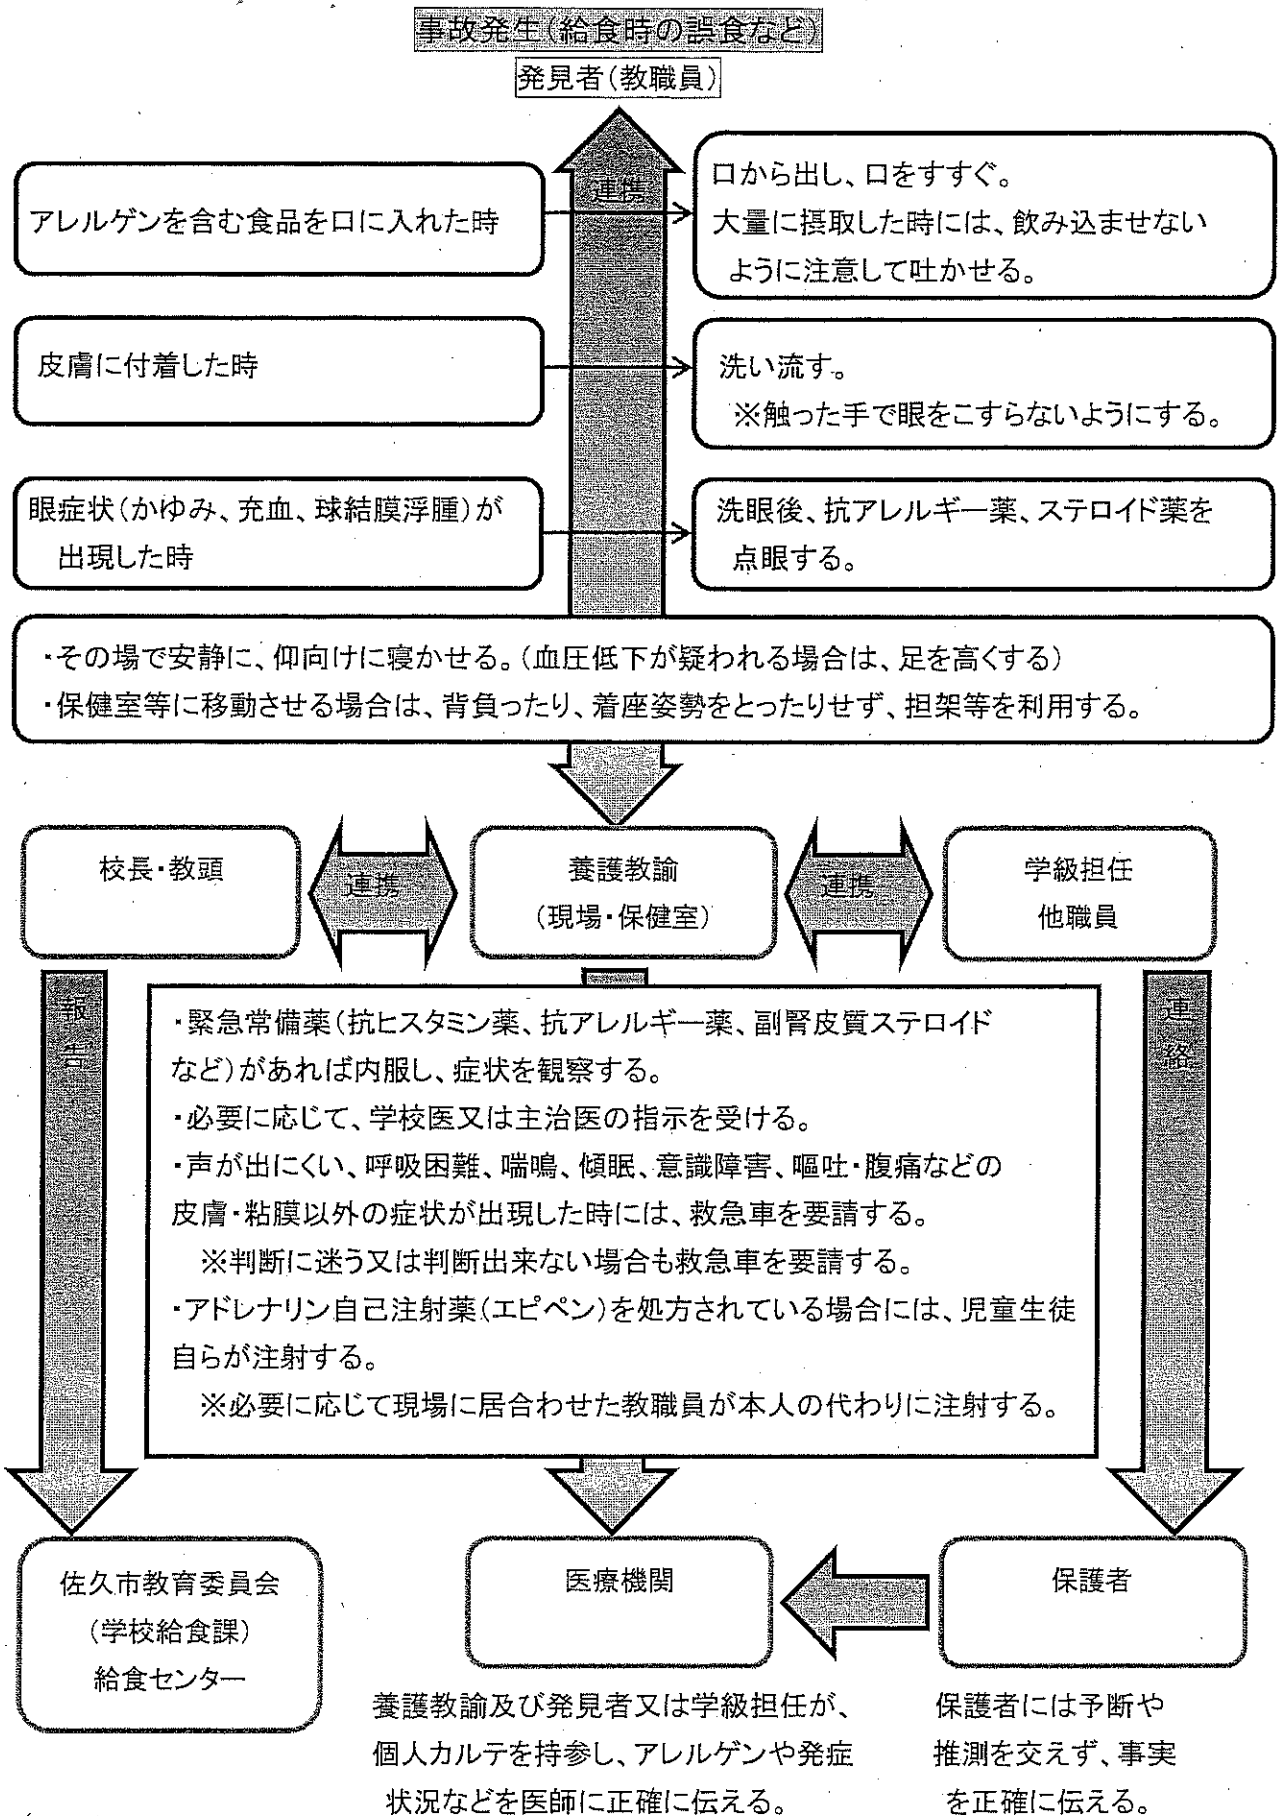 事故発生(給食時の誤食など)
発見者(教職員)
連携
アレルゲンを含む食品を口に入れた時
口から出し、口をすすぐ。
大量に摂取した時には、飲み込ませない
ように注意して吐かせる。
皮膚に付着した時
洗い流す。
※触った手で眼をこすらないようにする。
眼症状(かゆみ、充血、球結膜浮腫)が
出現した時
洗眼後、抗アレルギー薬、ステロイド薬を
点眼する。
・その場で安静に、仰向けに寝かせる。(血圧低下が疑われる場合は、足を高くする)
・保健室等に移動させる場合は、背負ったり、着座姿勢をとったりせず、担架等を利用する。
校長・教頭
連携
養護教諭
(現場・保健室)
連携
学級担任
他職員
報告
・緊急常備薬(抗ヒスタミン薬、抗アレルギー薬、副腎皮質ステロイド
など)があれば内服し、症状を観察する。
・必要に応じて、学校医又は主治医の指示を受ける。
・声が出にくい、呼吸困難、喘鳴、傾眠、意識障害、嘔吐・腹痛などの
皮膚・粘膜以外の症状が出現した時には、救急車を要請する。
※判断に迷う又は判断出来ない場合も救急車を要請する。
・アドレナリン自己注射薬(エピペン)を処方されている場合には、児童生徒
自らが注射する。
※必要に応じて現場に居合わせた教職員が本人の代わりに注射する。
連絡
佐久市教育委員会
(学校給食課)
給食センター
医療機関
保護者
養護教諭及び発見者又は学級担任が、
個人カルテを持参し、アレルゲンや発症
状況などを医師に正確に伝える。
保護者には予断や
推測を交えず、事実
を正確に伝える。